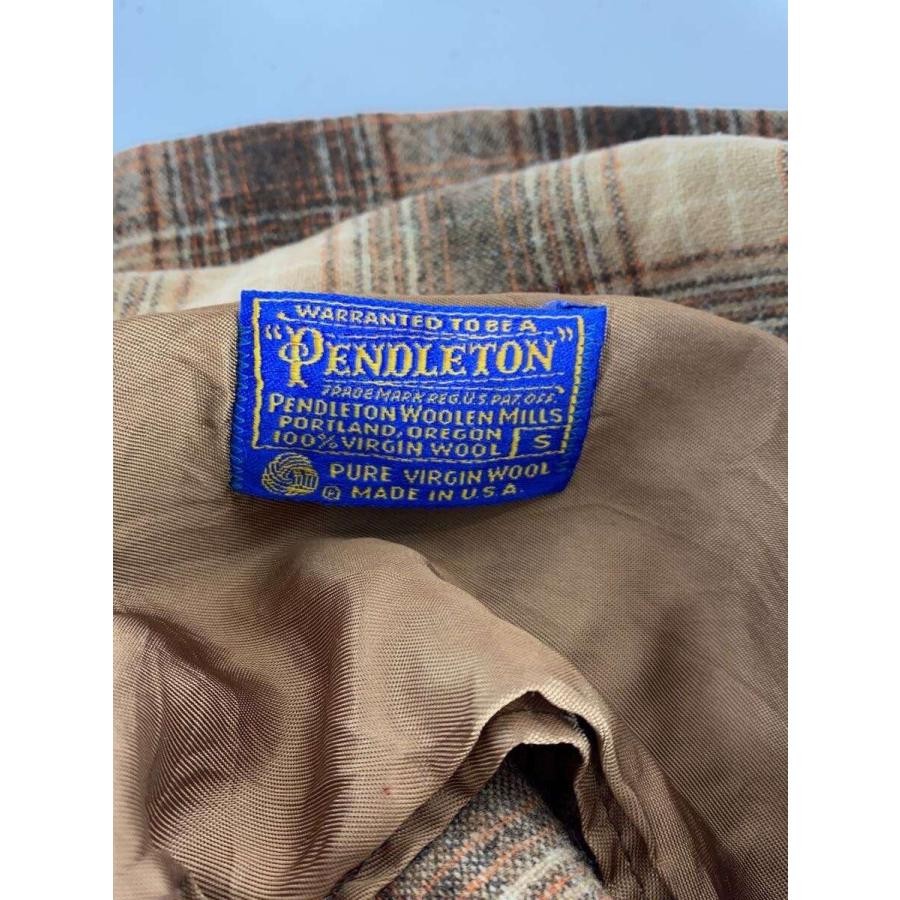 WARRANTED TO BE A
"PENDLETON"
TRADE MARK REG. U.S. PAT. OFF.
PENDLETON WOOLEN MILLS
PORTLAND, OREGON
100% VIRGIN WOOL S
PURE VIRGIN WOOL
® MADE IN U.S.A.